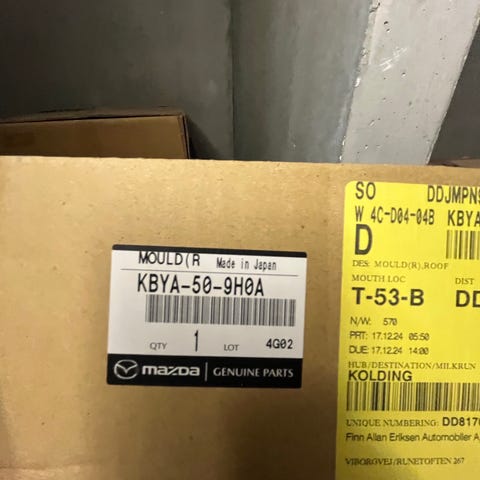 MOULD(R Made in Japan
KBYA-50-9H0A
QTY 1 LOT 4G02
mazda GENUINE PARTS
SO DDJMPN
W 4C-D04-04B KBYA
D
DES: MOULD(R),ROOF
MOUTH LOC DIST
T-53-B DD
N/W: 570
PRT: 17.12.24 05:50
DUE: 17.12.24 14:00
HUB/DESTINATION/MILKRUN
KOLDING
UNIQUE NUMBERING: DD817
Finn Allan Eriksen Automobiler A
VIBORGVEJ/RUNETOFTEN 267